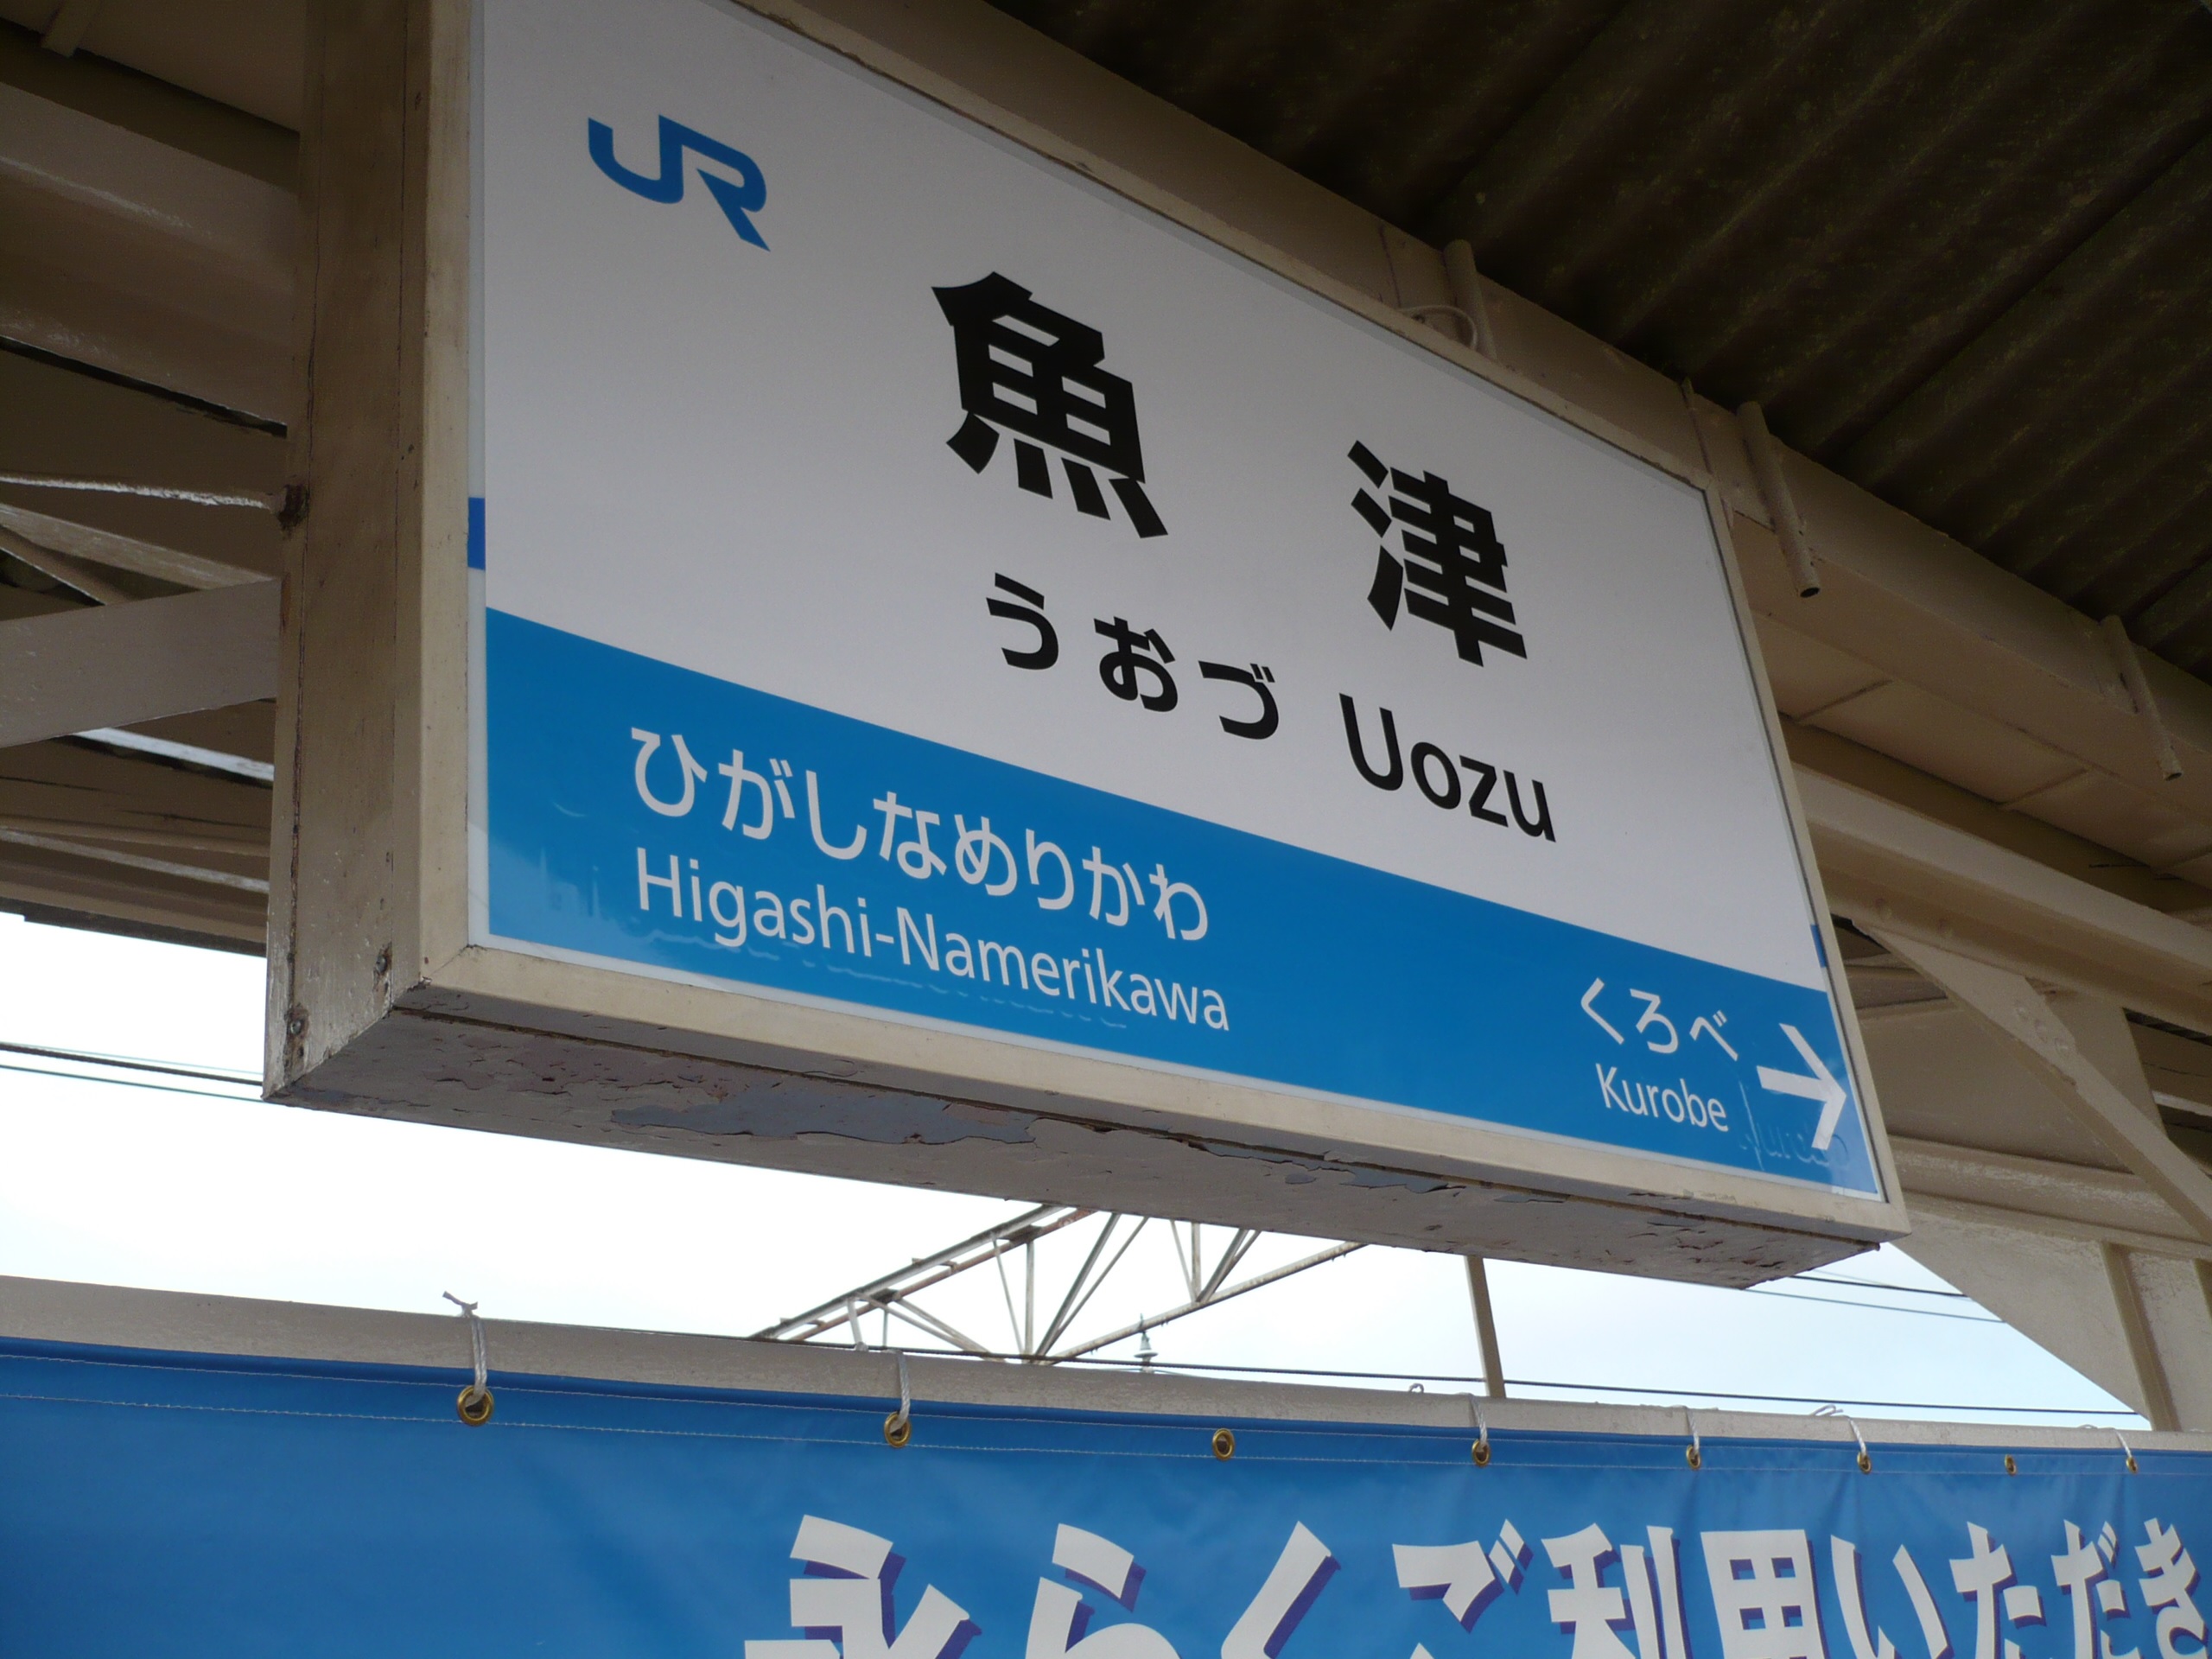 JR
魚津
うおづ Uozu
ひがしなめりかわ
Higashi-Namerikawa
くろべ →
Kurobe
永らくご利用いただき